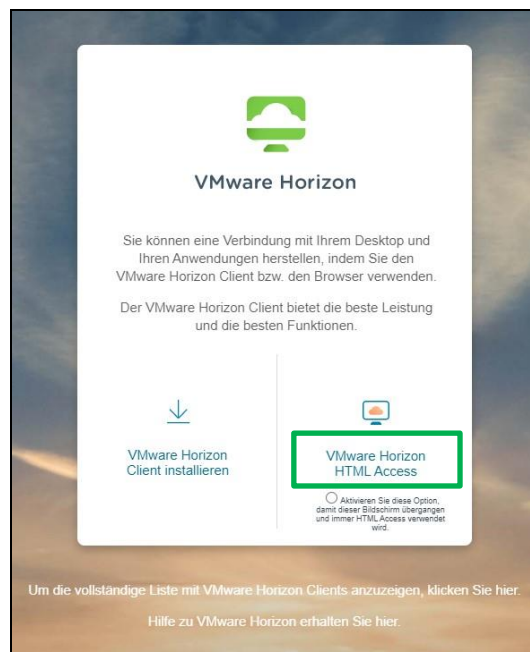 VMware Horizon
Sie können eine Verbindung mit Ihrem Desktop und
Ihren Anwendungen herstellen, indem Sie den
VMware Horizon Client bzw. den Browser verwenden.
Der VMware Horizon Client bietet die beste Leistung
und die besten Funktionen.
VMware Horizon
Client installieren
VMware Horizon
HTML Access
Aktivieren Sie diese Option,
damit dieser Bildschirm übergangen
und immer HTML Access verwendet
wird.
Um die vollständige Liste mit VMware Horizon Clients anzuzeigen, klicken Sie hier.
Hilfe zu VMware Horizon erhalten Sie hier.